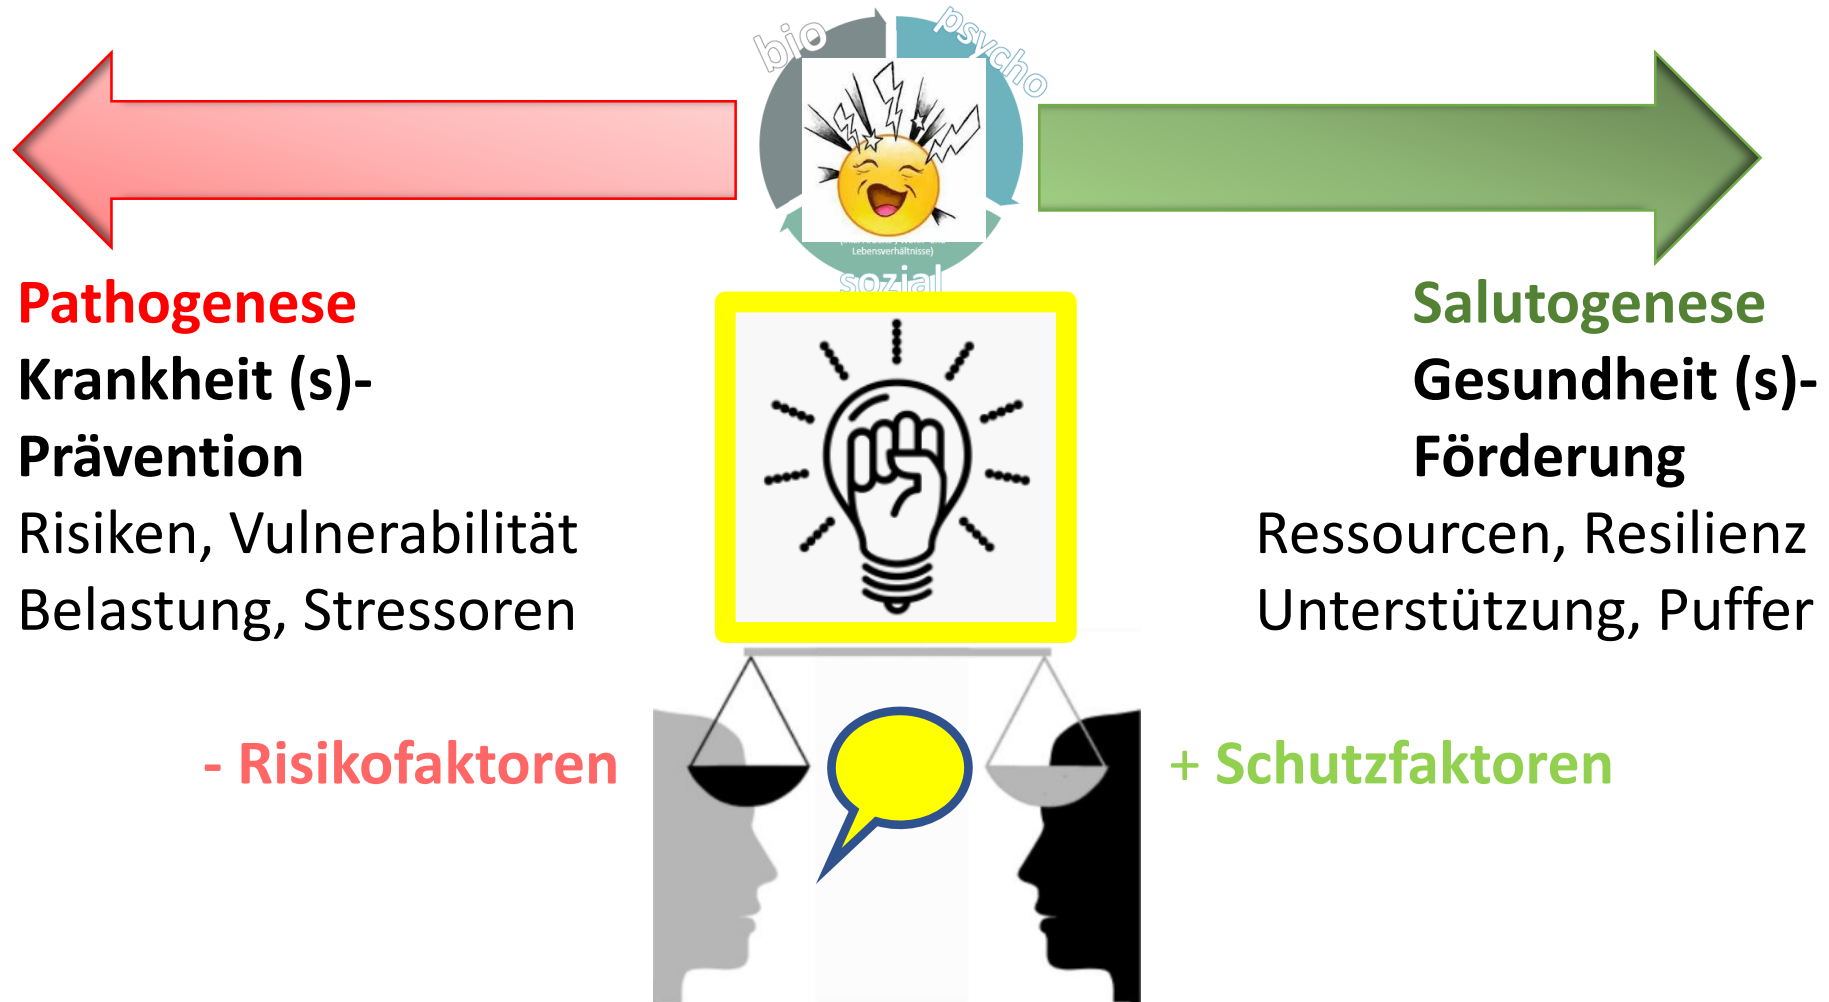 bio
psycho
Lebensverhältnisse)
sozial
Pathogenese
Krankheit (s)-
Prävention
Risiken, Vulnerabilität
Belastung, Stressoren
- Risikofaktoren
Salutogenese
Gesundheit (s)-
Förderung
Ressourcen, Resilienz
Unterstützung, Puffer
+ Schutzfaktoren